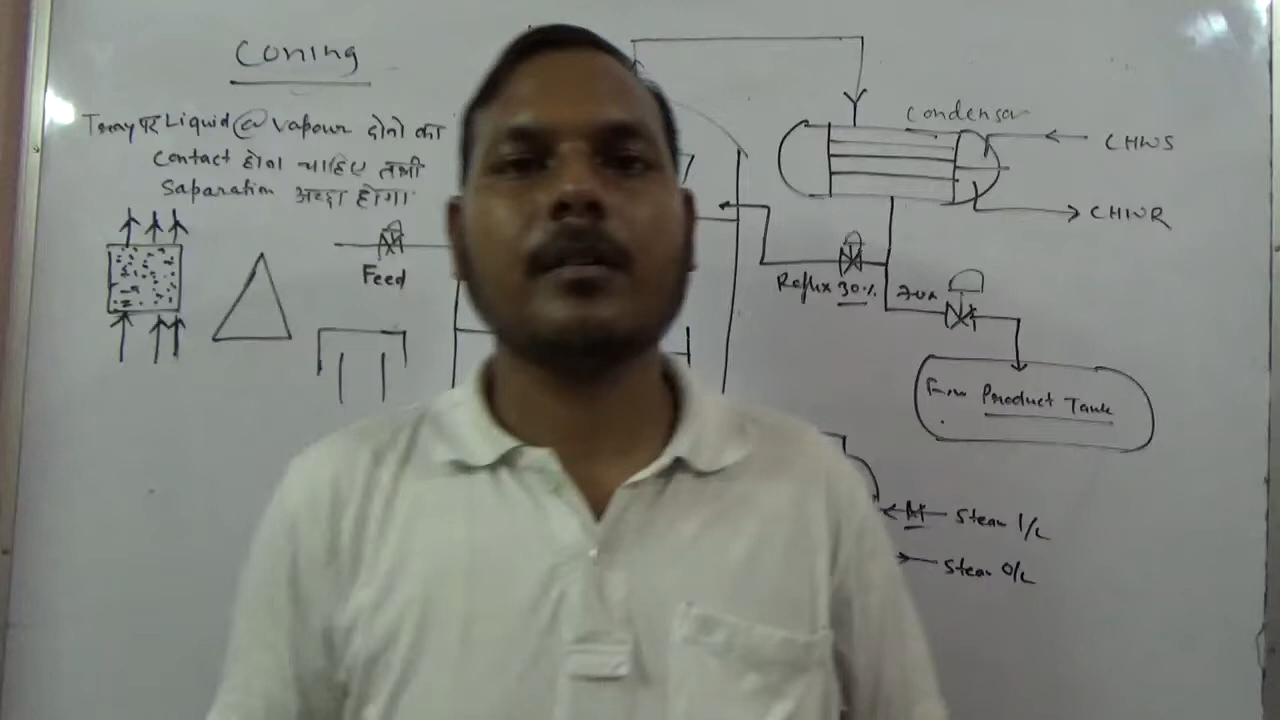 Coning
Tray पर Liquid @ Vapour दोनो का
Contact होना चाहिए तभी
Saparation अच्छा होगा
Feed
Condensor
CHWS
CHWR
Reflux 30%
70%
Product Tank
Steam I/L
Steam O/L